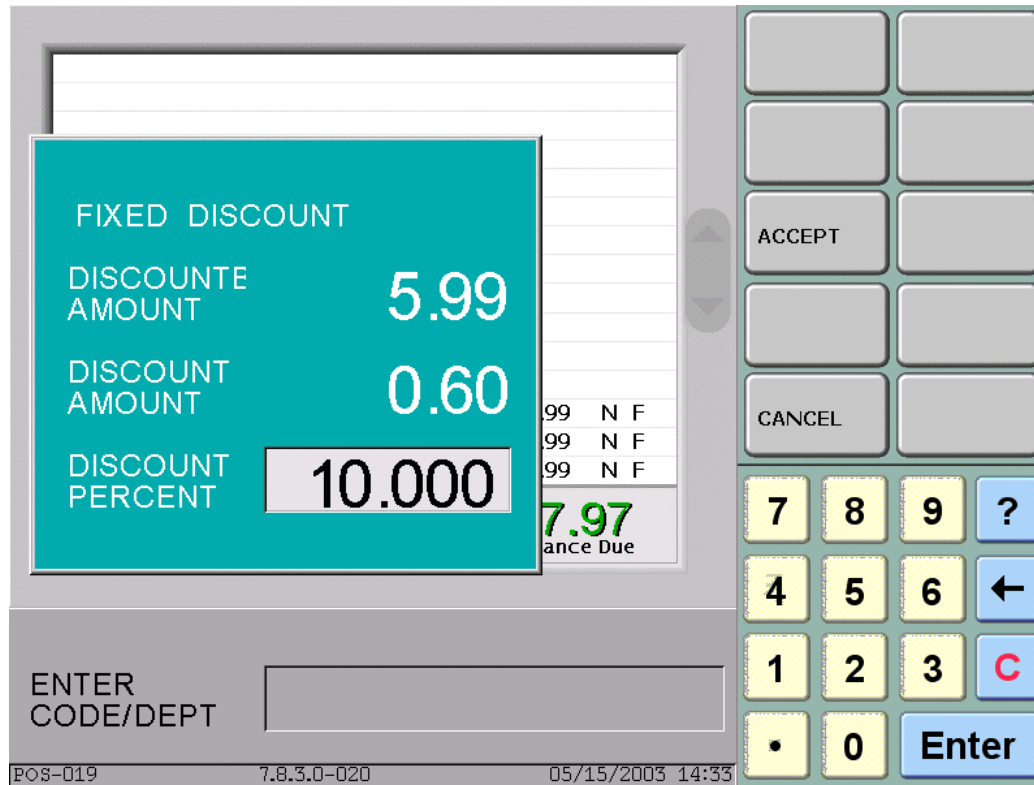 FIXED DISCOUNT
DISCOUNTE
AMOUNT
5.99
DISCOUNT
AMOUNT
0.60
DISCOUNT
PERCENT
10.000
.99 N F
.99 N F
.99 N F
7.97
ance Due
ENTER
CODE/DEPT
POS-019 7.8.3.0-020 05/15/2003 14:33
ACCEPT
CANCEL
7 8 9 ?
4 5 6 ←
1 2 3 C
. 0 Enter